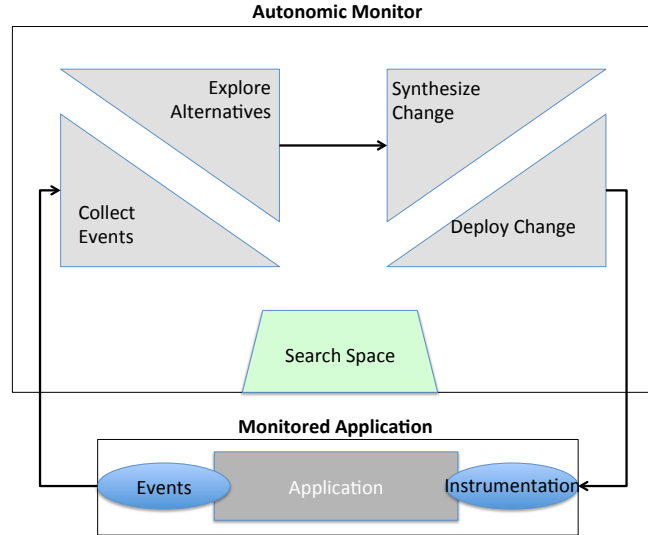 Autonomic Monitor
Explore
Alternatives
Synthesize
Change
Collect
Events
Deploy Change
Search Space
Monitored Application
Events
Application
Instrumentation